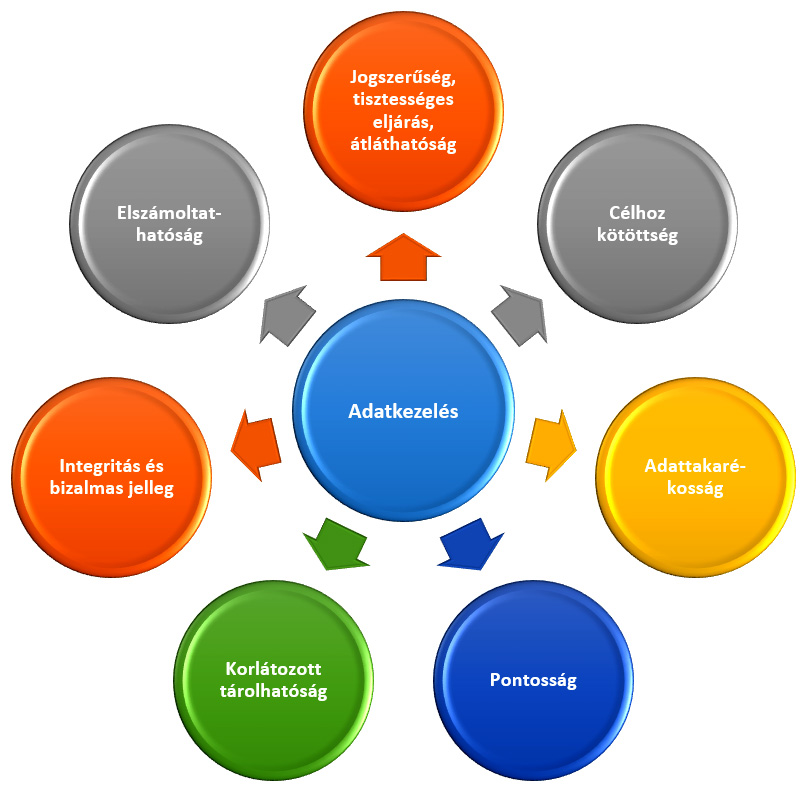 Jogszerűség,
tisztességes
eljárás,
átláthatóság
Célhoz
kötöttség
Adattakaré-
kosság
Pontosság
Korlátozott
tárolhatóság
Integritás és
bizalmas jelleg
Elszámoltat-
hatóság
Adatkezelés